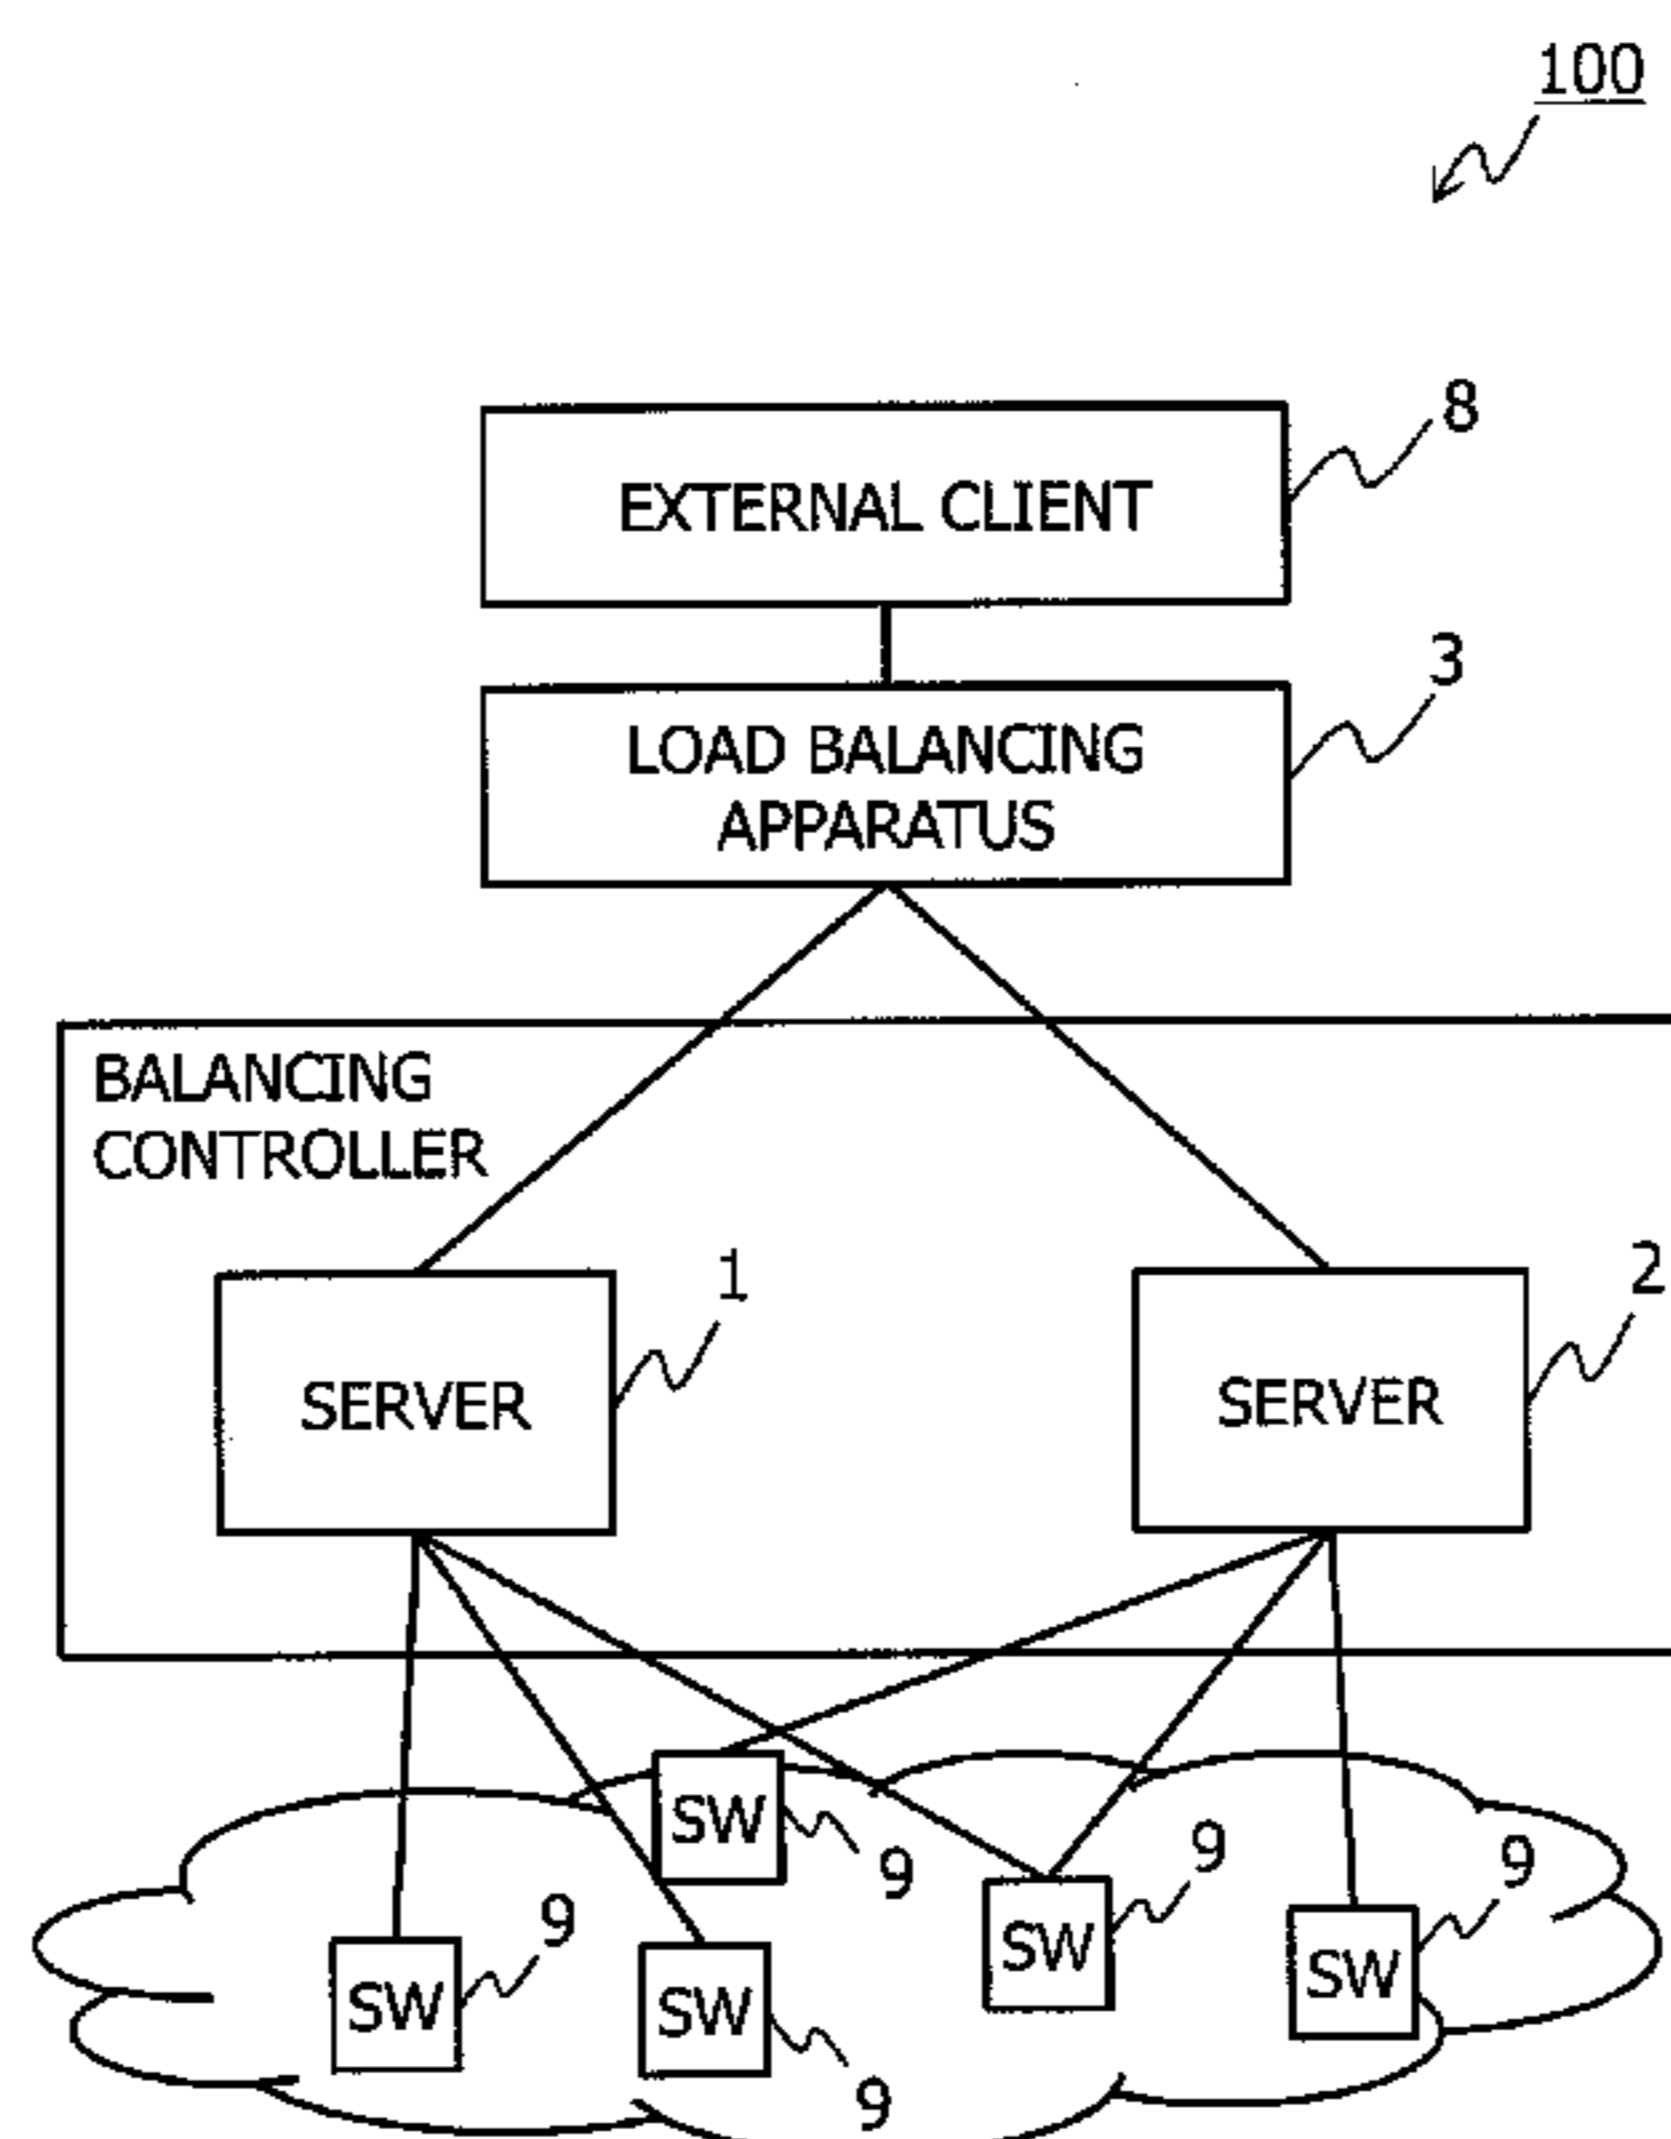 100
8
EXTERNAL CLIENT
3
LOAD BALANCING
APPARATUS
BALANCING
CONTROLLER
1
2
SERVER
SERVER
SW
9
9
9
9
SW
SW
SW
SW
9